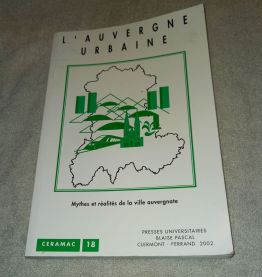 L'AUVERGNE
URBAINE
Mythes et réalités de la ville auvergnate
PRESSES UNIVERSITAIRES
BLAISE PASCAL
CLERMONT - FERRAND 2002
CERAMAC 18